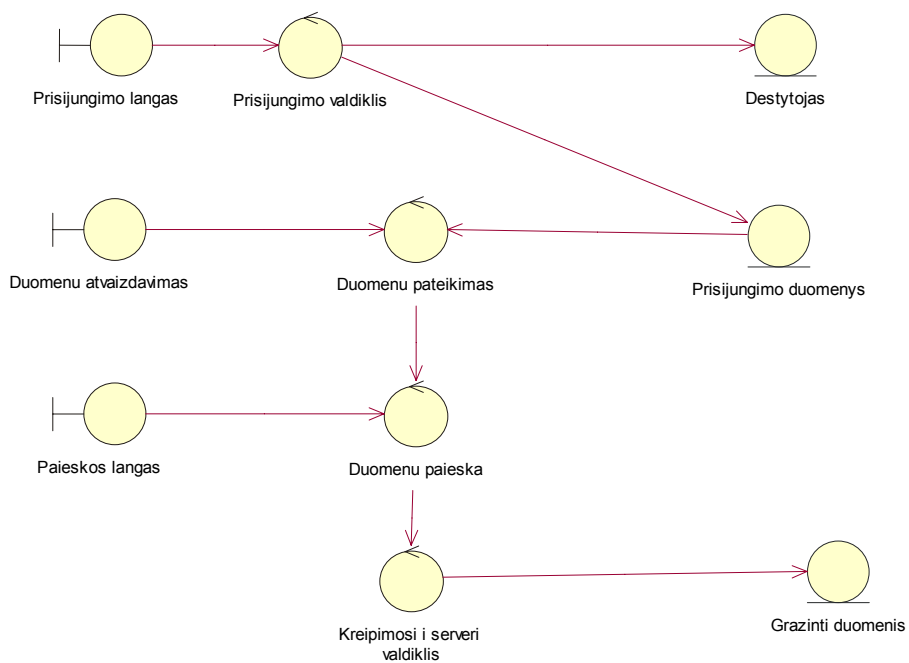 Prisijungimo langas
Prisijungimo valdiklis
Destytojas
Duomenu atvaizdavimas
Duomenu pateikimas
Prisijungimo duomenys
Paieskos langas
Duomenu paieska
Kreipimosi i serveri
valdiklis
Grazinti duomenis